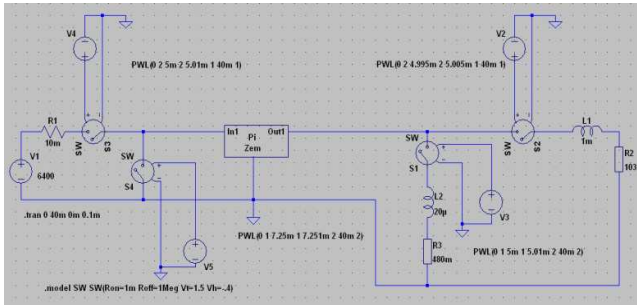 V4
V2
PWL(0 2 5m 2 5.01m 1 40m 1)
PWL(0 2 4.995m 2 5.005m 1 40m 1)
R1
10m
SW
S3
In1
Out1
Pi
Zem
SW
S2
L1
1m
V1
6400
SW
S4
SW
S1
R2
103
L2
20µ
V3
.tran 0 40m 0m 0.1m
PWL(0 1 7.25m 1 7.251m 2 40m 2)
V5
R3
480m
PWL(0 1 5m 1 5.01m 2 40m 2)
.model SW SW(Ron=1m Roff=1Meg Vt=1.5 Vh=-.4)